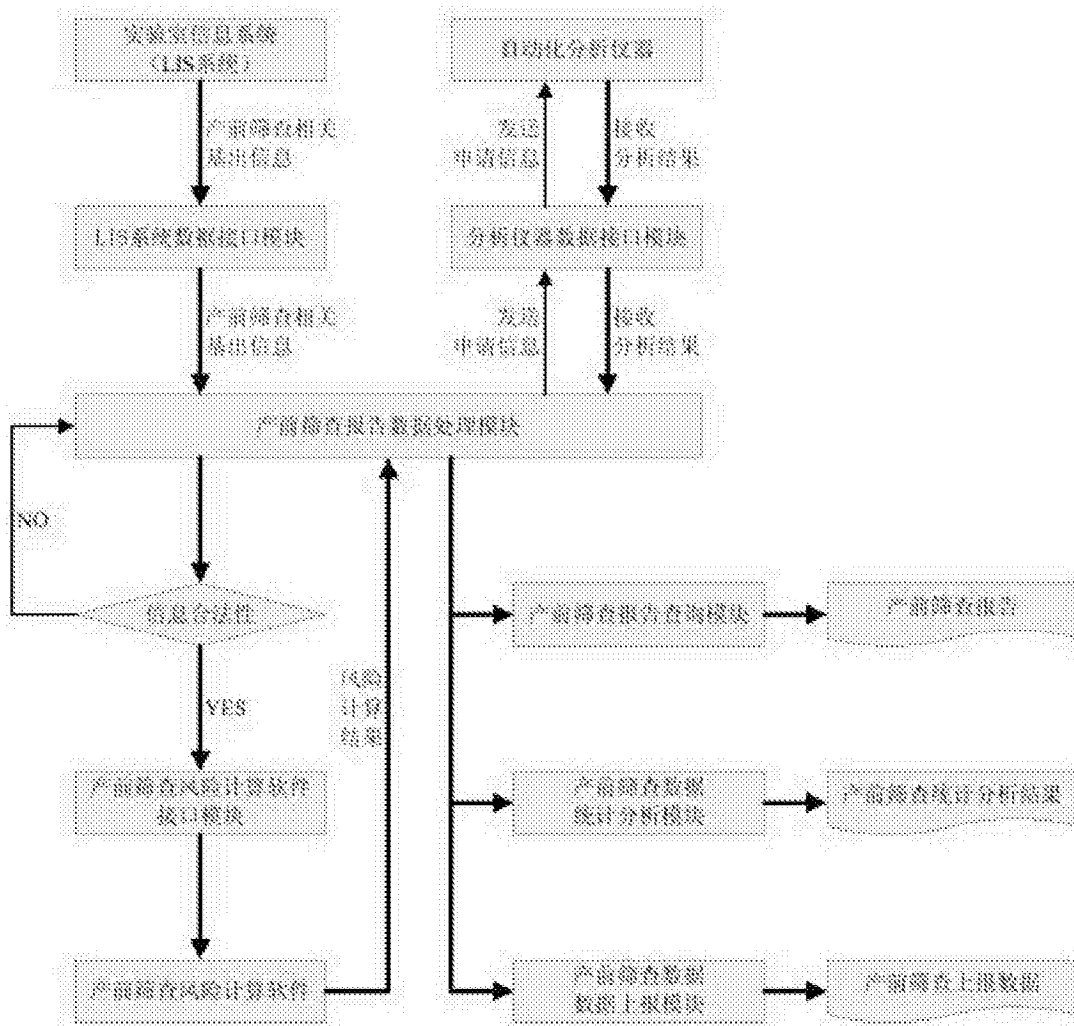 实验室信息系统
（LIS系统）
自动化分析仪器
产前筛查相关
基出信息
发送
申请信息
接收
分析结果
LIS系统数据接口模块
分析仪器数据接口模块
产前筛查相关
基出信息
发送
申请信息
接收
分析结果
产前筛查报告数据处理模块
NO
信息合法性
产前筛查报告查询模块
产前筛查报告
YES
风险
计算
结果
产前筛查风险计算软件
接口模块
产前筛查数据
统计分析模块
产前筛查统计分析结果
产前筛查风险计算软件
产前筛查数据
数据上报模块
产前筛查上报数据